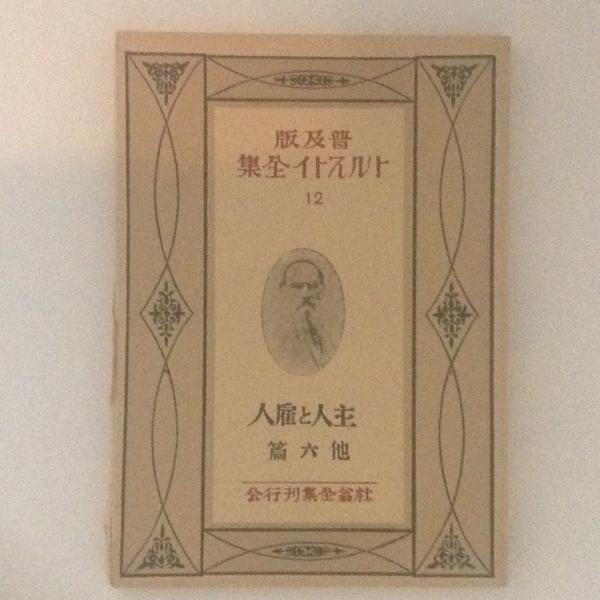 普及版
トルストイ全集
12
主人と雇人
他六篇
杜翁全集刊行会